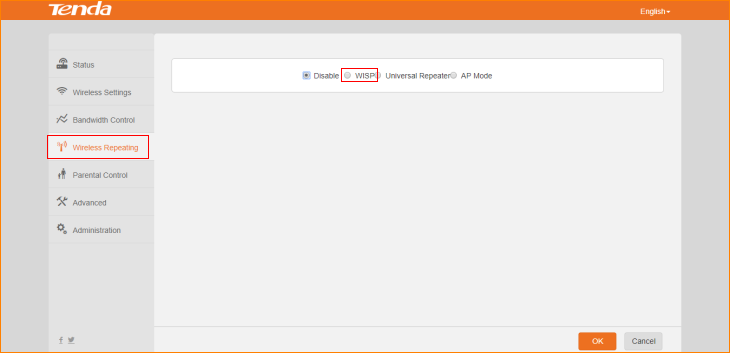 Tenda
English
Status
Wireless Settings
Bandwidth Control
Wireless Repeating
Parental Control
Advanced
Administration
Disable WISP Universal Repeater AP Mode
OK Cancel